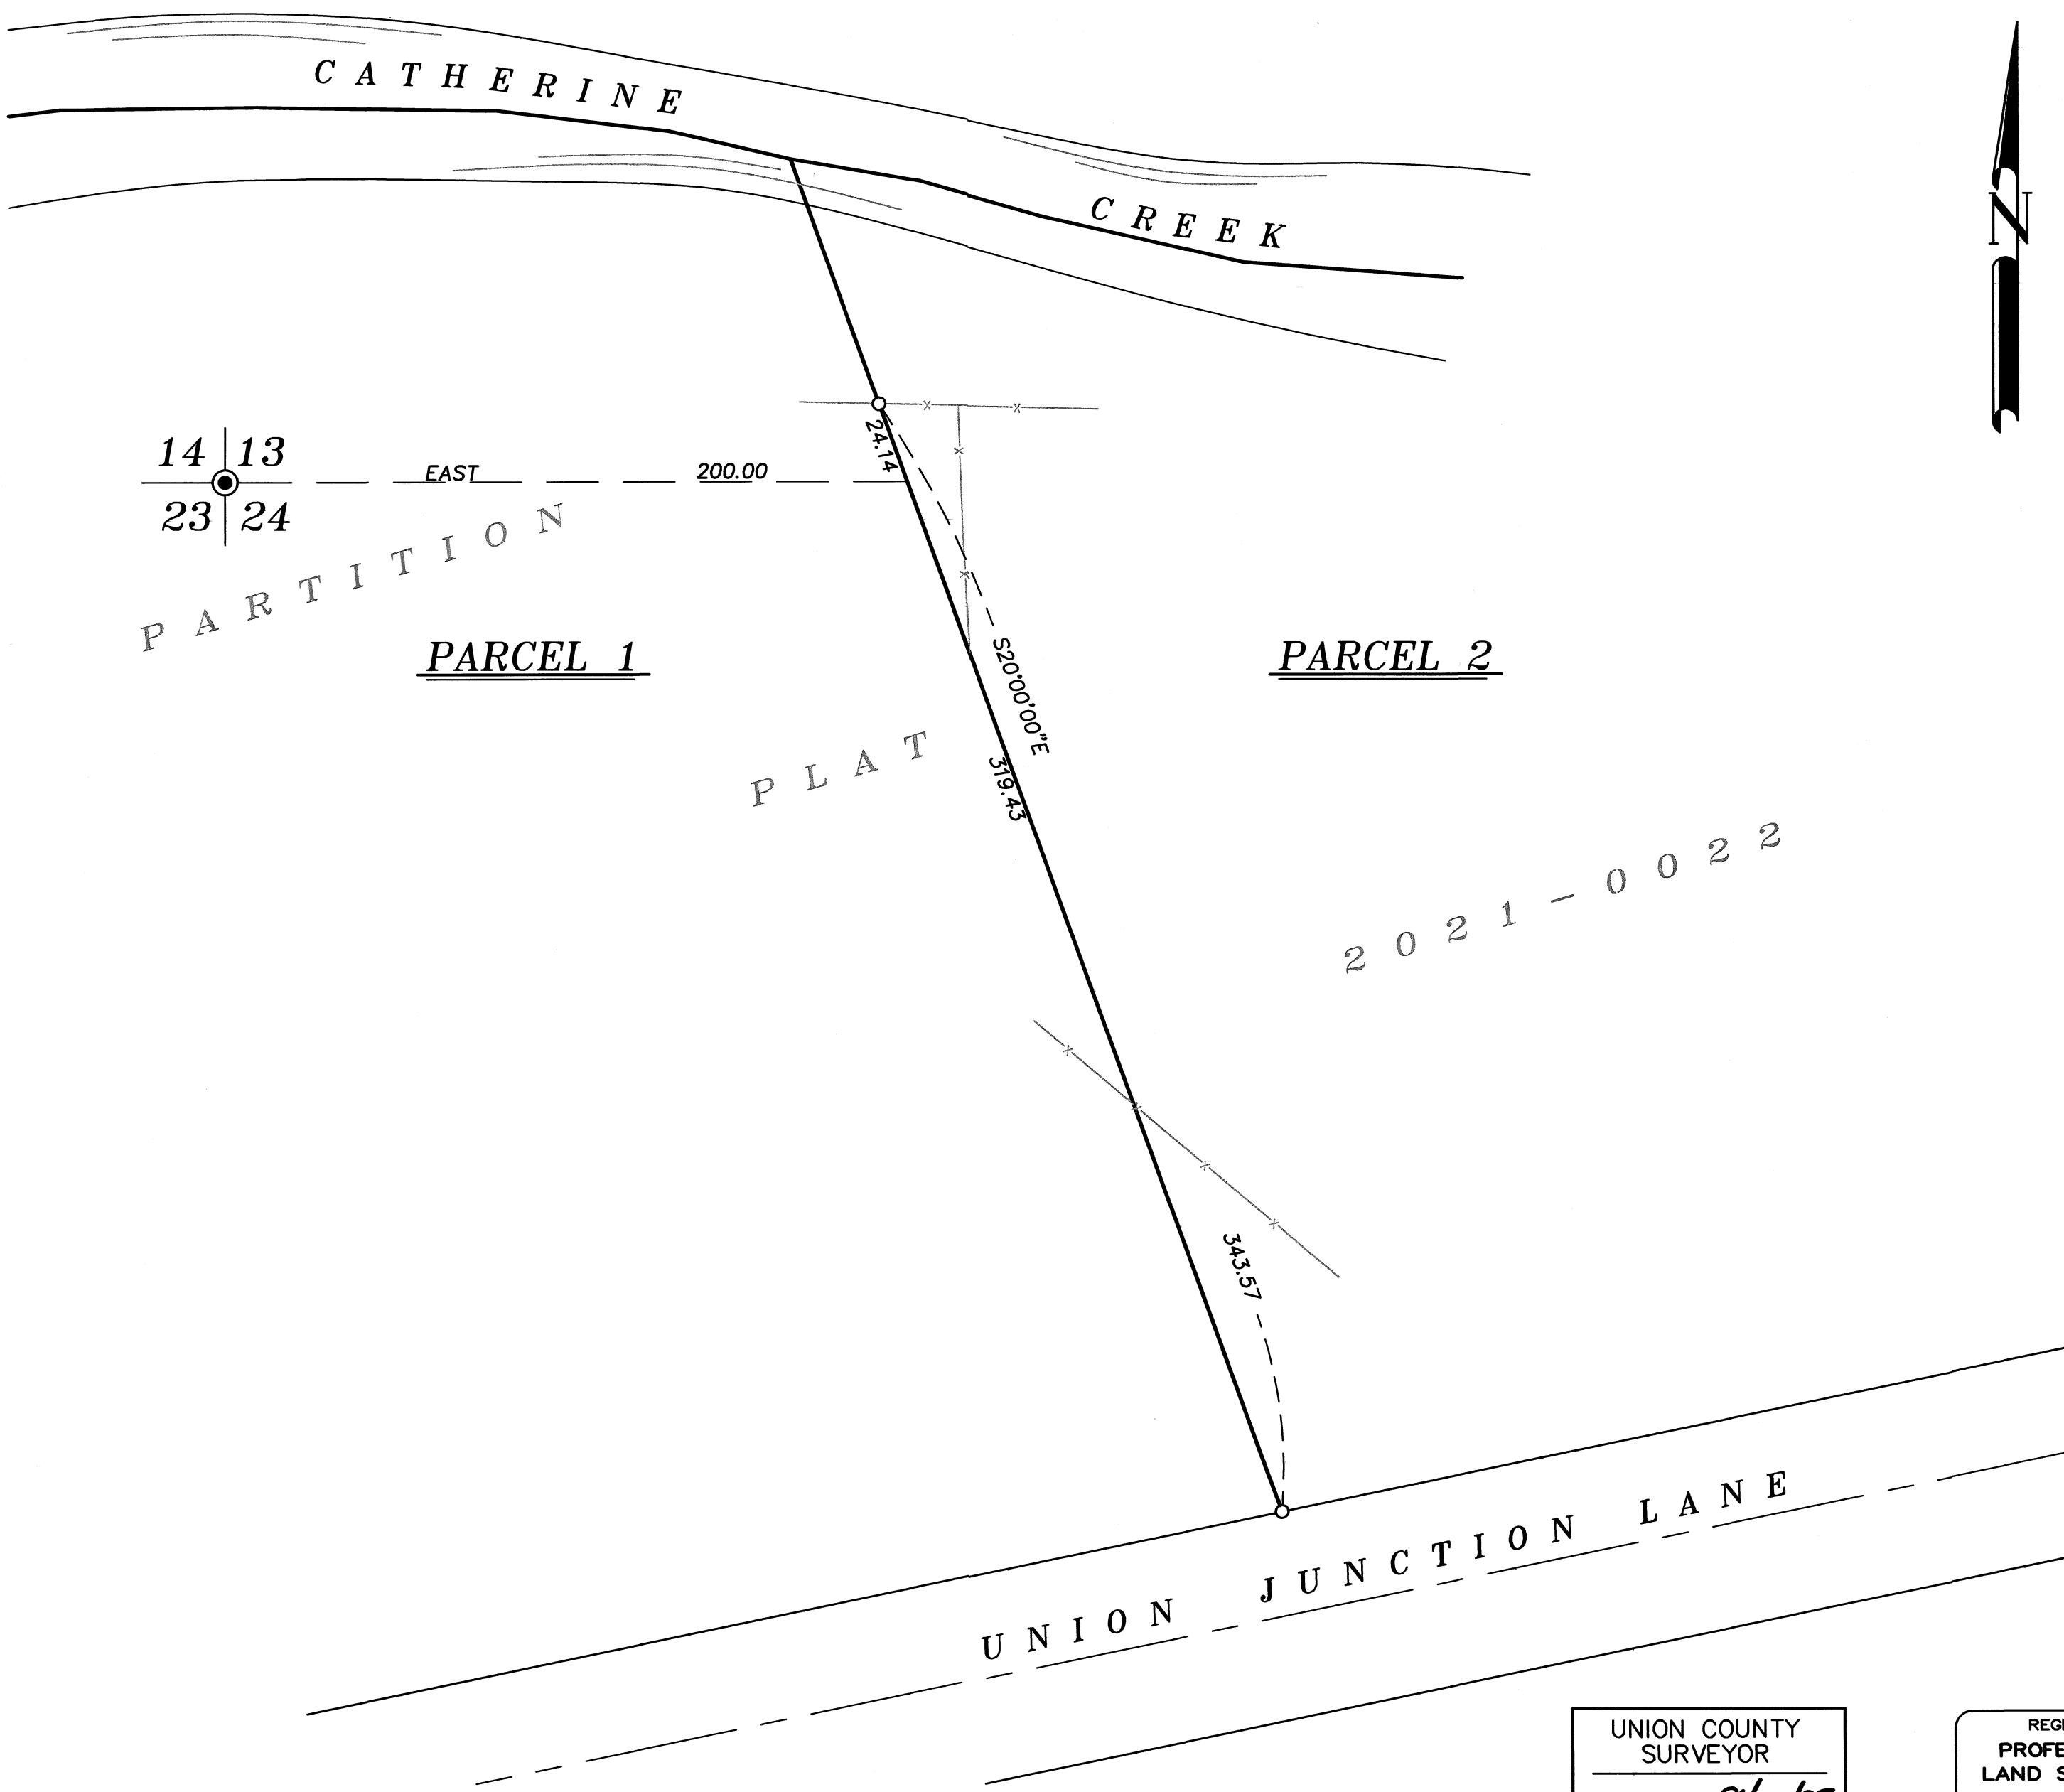 CATHERINE
CREEK
N
14 13
23 24
EAST 200.00
24.14
PARTITION
PARCEL 1
PARCEL 2
S20°00'00"E
319.43
PLAT
2021-0022
343.57
UNION JUNCTION LANE
UNION COUNTY
SURVEYOR
LAND